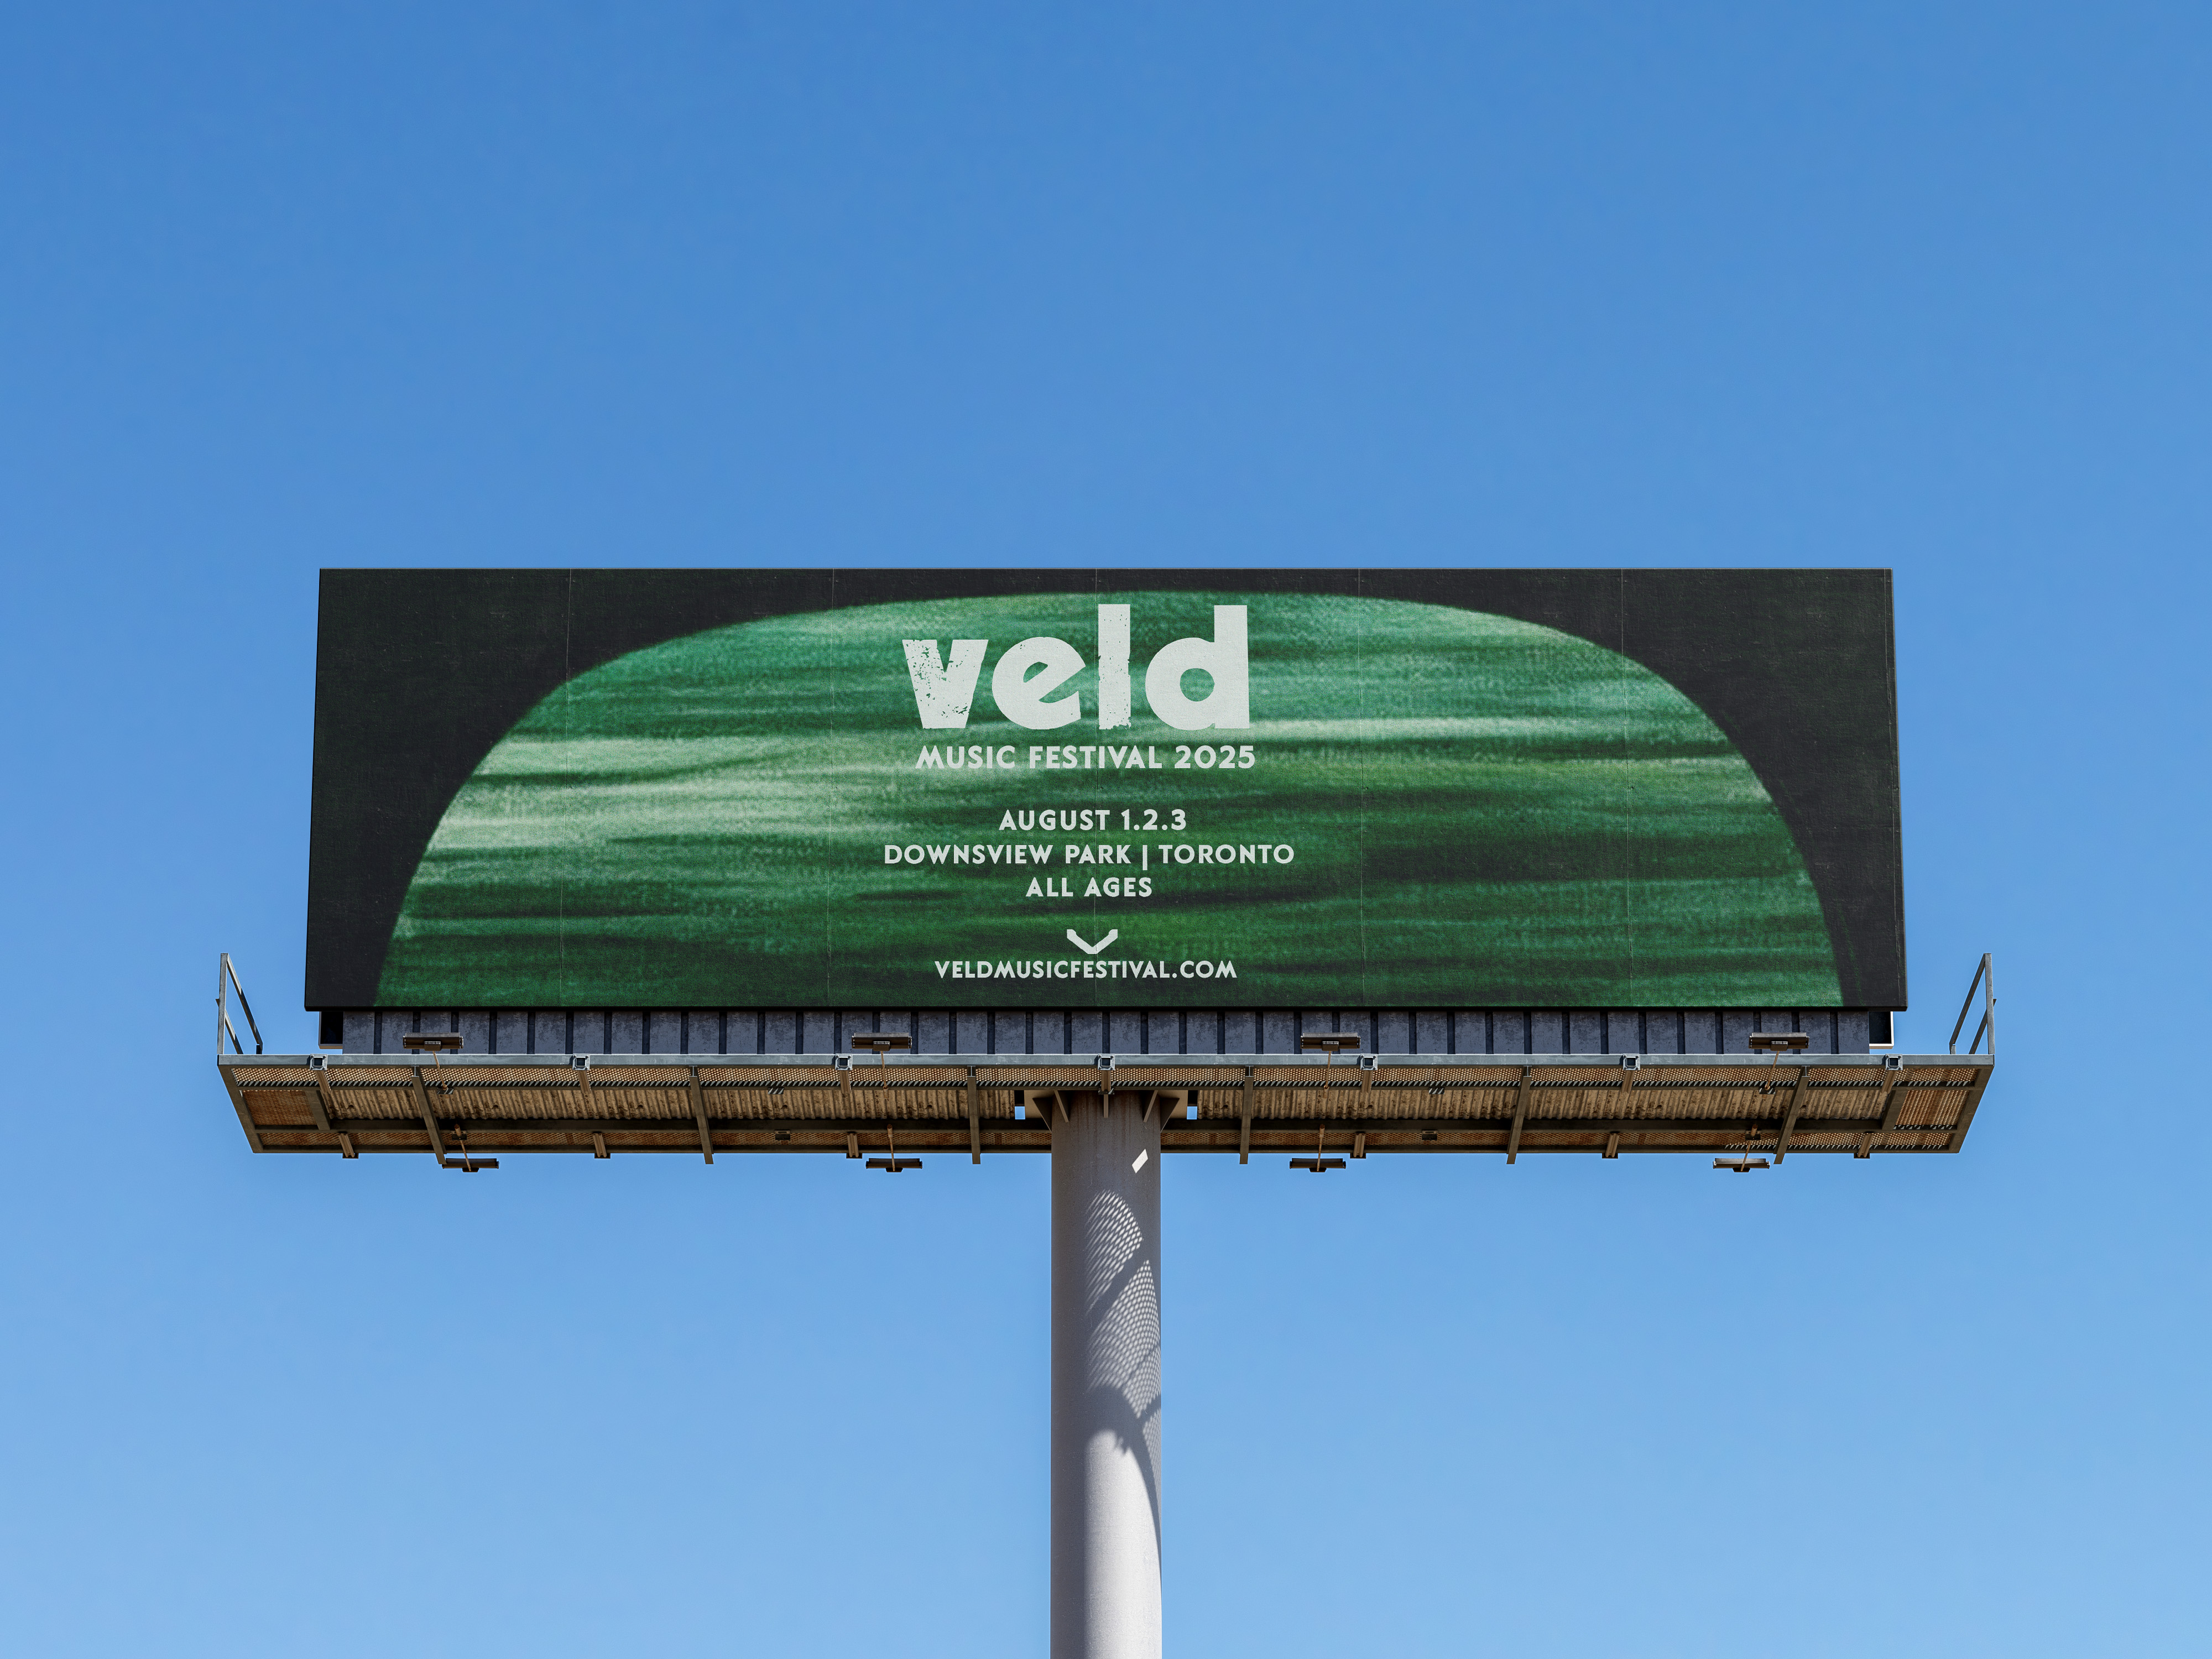 veld
MUSIC FESTIVAL 2025
AUGUST 1.2.3
DOWNSVIEW PARK | TORONTO
ALL AGES
VELDMUSICFESTIVAL.COM